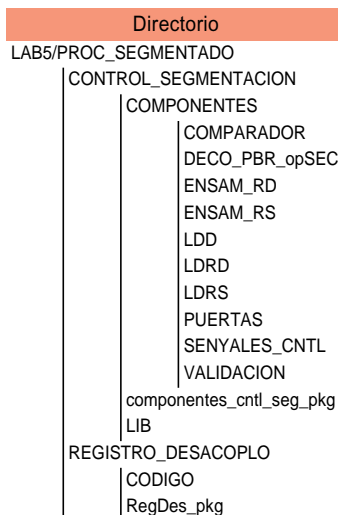 Directorio
LAB5/PROC_SEGMENTADO
CONTROL_SEGMENTACION
COMPONENTES
COMPARADOR
DECO_PBR_opSEC
ENSAM_RD
ENSAM_RS
LDD
LDRD
LDRS
PUERTAS
SENYALES_CNTL
VALIDACION
componentes_cntl_seg_pkg
LIB
REGISTRO_DESACOPLO
CODIGO
RegDes_pkg